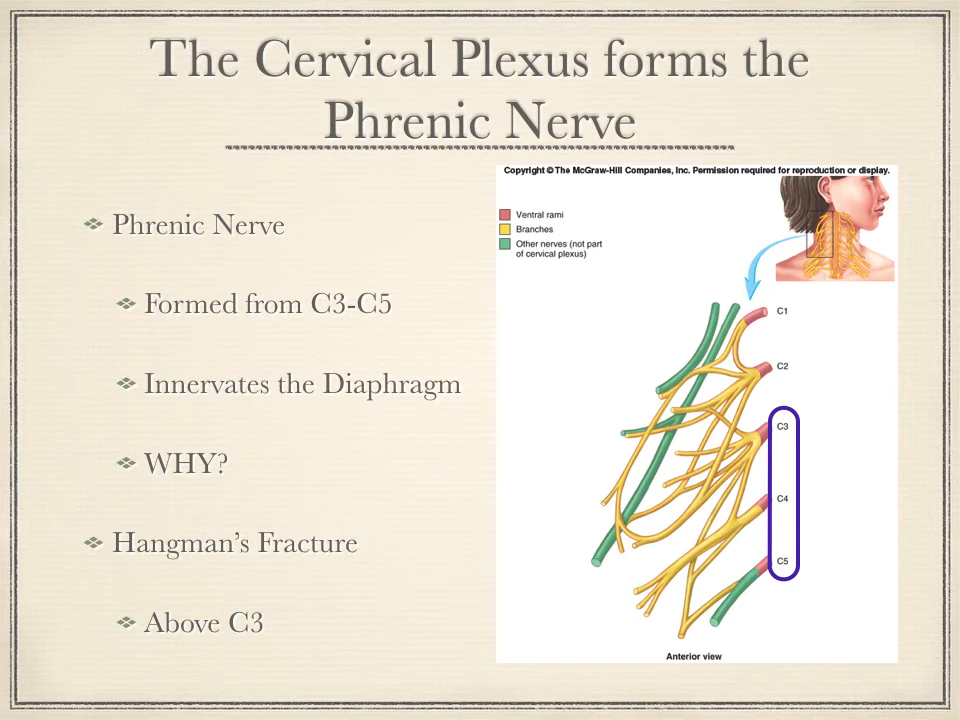 The Cervical Plexus forms the
Phrenic Nerve
Phrenic Nerve
Formed from C3-C5
Innervates the Diaphragm
WHY?
Hangman’s Fracture
Above C3
Copyright © The McGraw-Hill Companies, Inc. Permission required for reproduction or display.
Ventral rami
Branches
Other nerves (not part
of cervical plexus)
C1
C2
C3
C4
C5
Anterior view